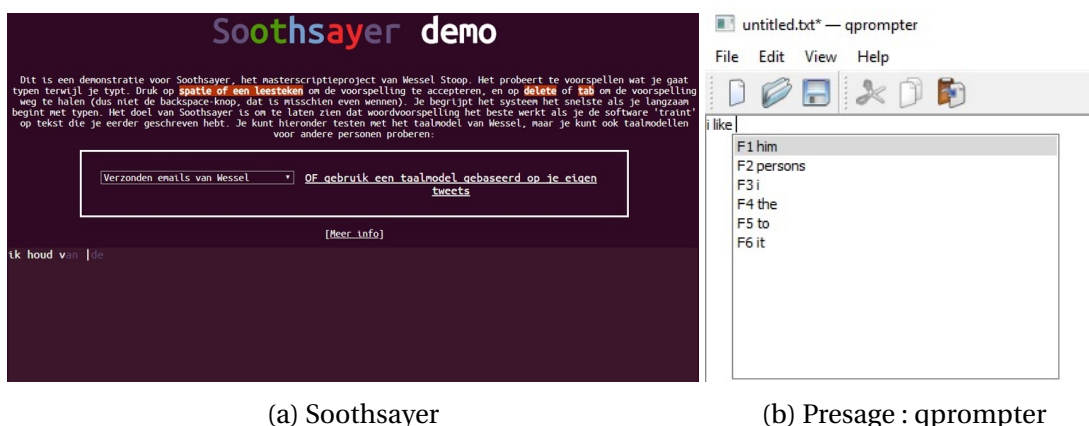 Soothsayer demo
Dit is een demonstratie voor Soothsayer, het masterscriptieproject van Wessel Stoop. Het probeert te voorspellen wat je gaat
typen terwijl je typt. Druk op spatie of een leesteken om de voorspelling te accepteren, en op delete of tab om de voorspelling
weg te halen (dus niet de backspace-knop, dat is misschien even wennen). Je begrijpt het systeem het snelste als je langzaam
begint met typen. Het doel van Soothsayer is om te laten zien dat woordvoorspelling het beste werkt als je de software 'traint'
op tekst die je eerder geschreven hebt. Je kunt hieronder testen met het taalmodel van Wessel, maar je kunt ook taalmodellen
voor andere personen proberen:
Verzonden emails van Wessel
OF gebruik een taalmodel gebaseerd op je eigen
tweets
[Meer info]
ik houd van de
(a) Soothsayer
untitled.txt* — qprompter
File Edit View Help
i like
F1 him
F2 persons
F3 i
F4 the
F5 to
F6 it
(b) Presage : qprompter